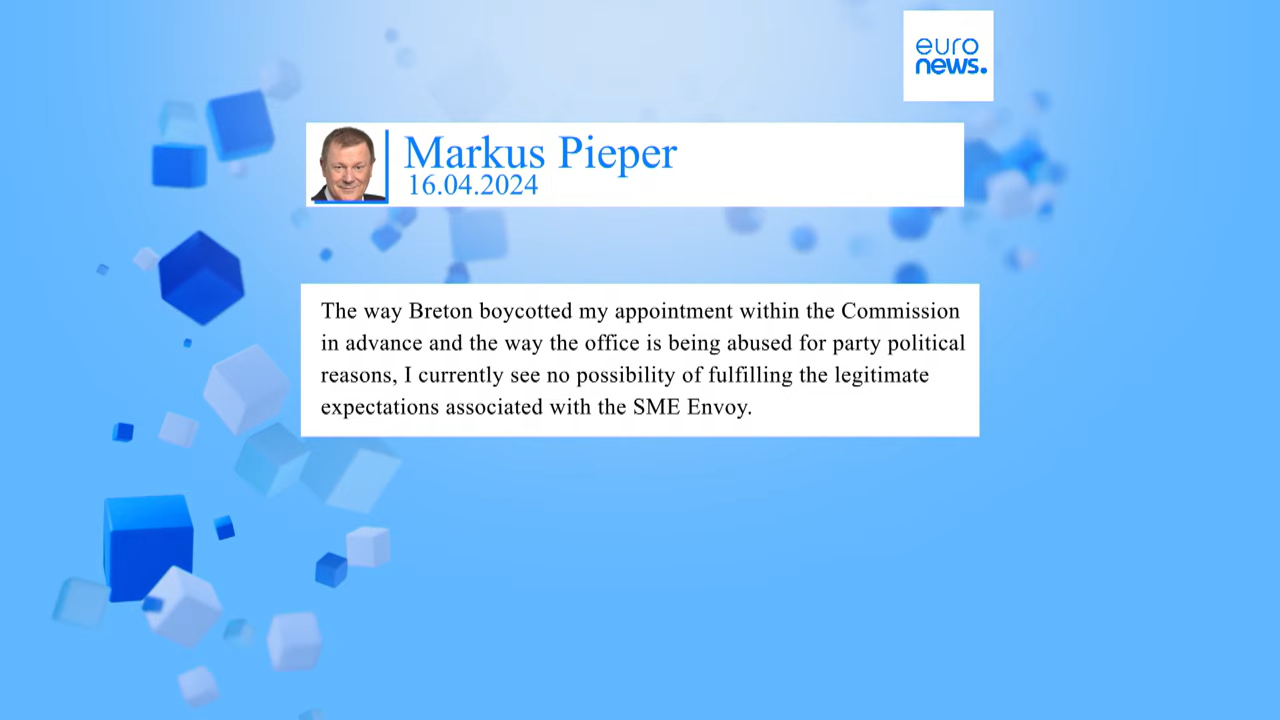 euro
news.
Markus Pieper
16.04.2024
The way Breton boycotted my appointment within the Commission
in advance and the way the office is being abused for party political
reasons, I currently see no possibility of fulfilling the legitimate
expectations associated with the SME Envoy.